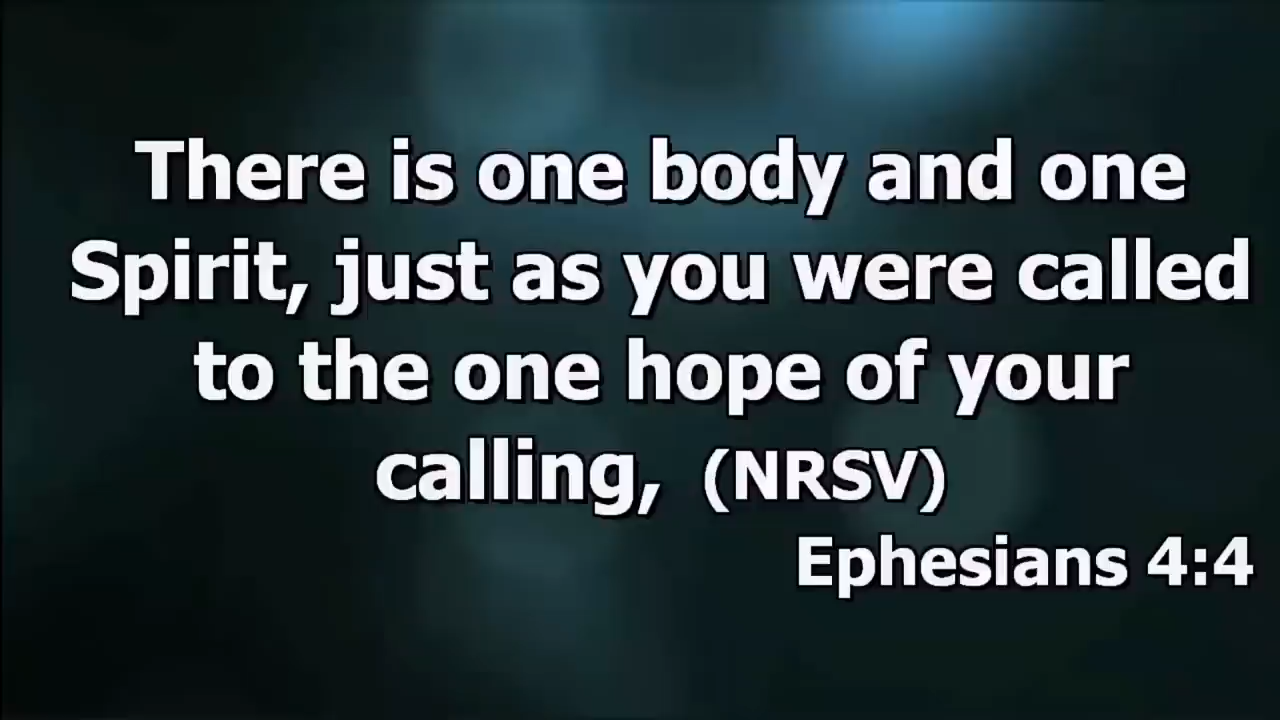 There is one body and one
Spirit, just as you were called
to the one hope of your
calling, (NRSV)
Ephesians 4:4